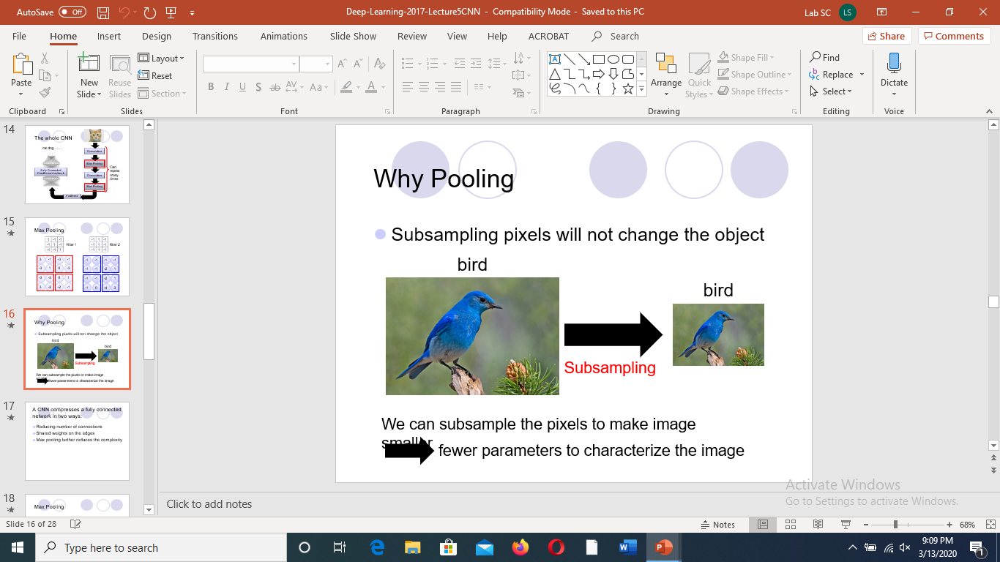 AutoSave Off
Deep-Learning-2017-Lecture5CNN - Compatibility Mode - Saved to this PC
Lab SC LS
File Home Insert Design Transitions Animations Slide Show Review View Help ACROBAT Search
Share Comments
Paste
New Slide
Reuse Slides
Layout
Reset
Section
B I U S ab AV Aa A
Arrange
Quick Styles
Shape Fill
Shape Outline
Shape Effects
Find
Replace
Select
Dictate
Clipboard Slides Font Paragraph Drawing Editing Voice
14
The whole CNN
cat dog……
Convolution
Max Pooling
Convolution
Max Pooling
Can repeat many times
Fully Connected Feedforward network
Flattened
15
Max Pooling
Filter 1
Filter 2
16
Why Pooling
Subsampling pixels will not change the object
bird
bird
Subsampling
We can subsample the pixels to make image
fewer parameters to characterize the image
17
A CNN compresses a fully connected
network in two ways:
Reducing number of connections
Shared weights on the edges
Max pooling further reduces the complexity
18
Max Pooling
Why Pooling
Subsampling pixels will not change the object
bird
bird
Subsampling
We can subsample the pixels to make image
smaller
fewer parameters to characterize the image
Activate Windows
Go to Settings to activate Windows.
Click to add notes
Slide 16 of 28
Notes
68%
Type here to search
9:09 PM
3/13/2020
1